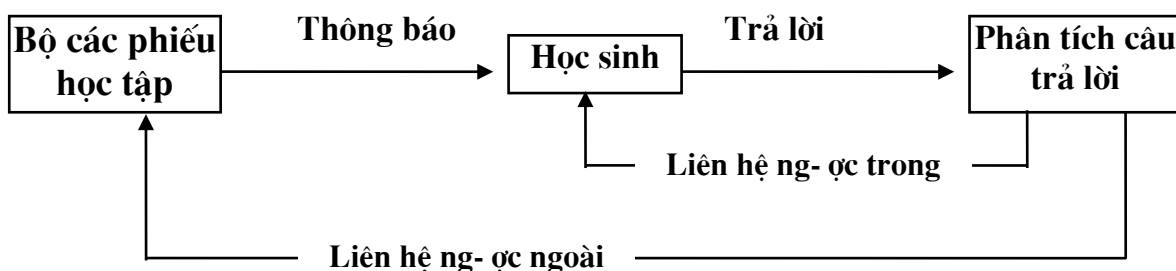 Bộ các phiếu
học tập
Thông báo
Học sinh
Trả lời
Phân tích câu
trả lời
Liên hệ ng- ợc trong
Liên hệ ng- ợc ngoài